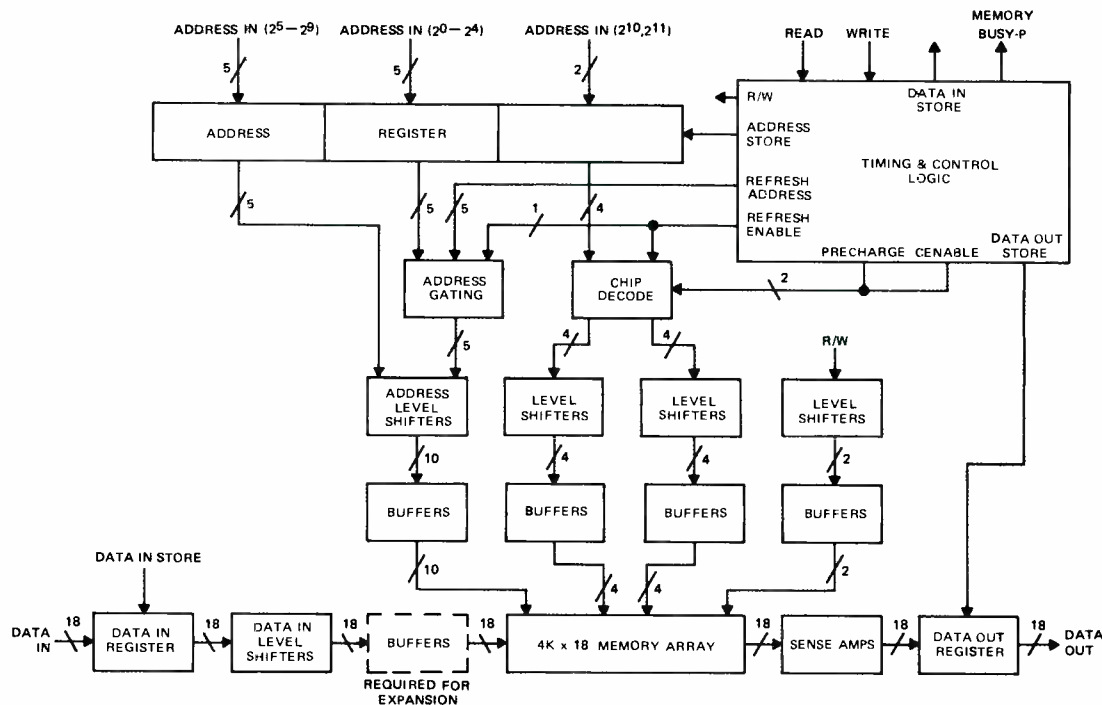 ADDRESS IN (2⁵–2⁹) ADDRESS IN (2⁰–2⁴) ADDRESS IN (2¹⁰,2¹¹)
READ WRITE MEMORY
BUSY-P
5 5 2
R/W DATA IN
STORE
ADDRESS REGISTER
ADDRESS
STORE
TIMING & CONTROL
LOGIC
REFRESH
ADDRESS
5 5 5 1 4
REFRESH
ENABLE
DATA OUT
STORE
PRECHARGE CENABLE
ADDRESS
GATING
CHIP
DECODE
2
5 4 4 R/W
ADDRESS
LEVEL
SHIFTERS
LEVEL
SHIFTERS
LEVEL
SHIFTERS
LEVEL
SHIFTERS
10 4 4 2
BUFFERS BUFFERS BUFFERS BUFFERS
DATA IN STORE
10 4 4 2
DATA
IN
18
DATA IN
REGISTER
18
DATA IN
LEVEL
SHIFTERS
18
BUFFERS
18
4K x 18 MEMORY ARRAY
18
SENSE AMPS
18
DATA OUT
REGISTER
18
DATA
OUT
REQUIRED FOR
EXPANSION